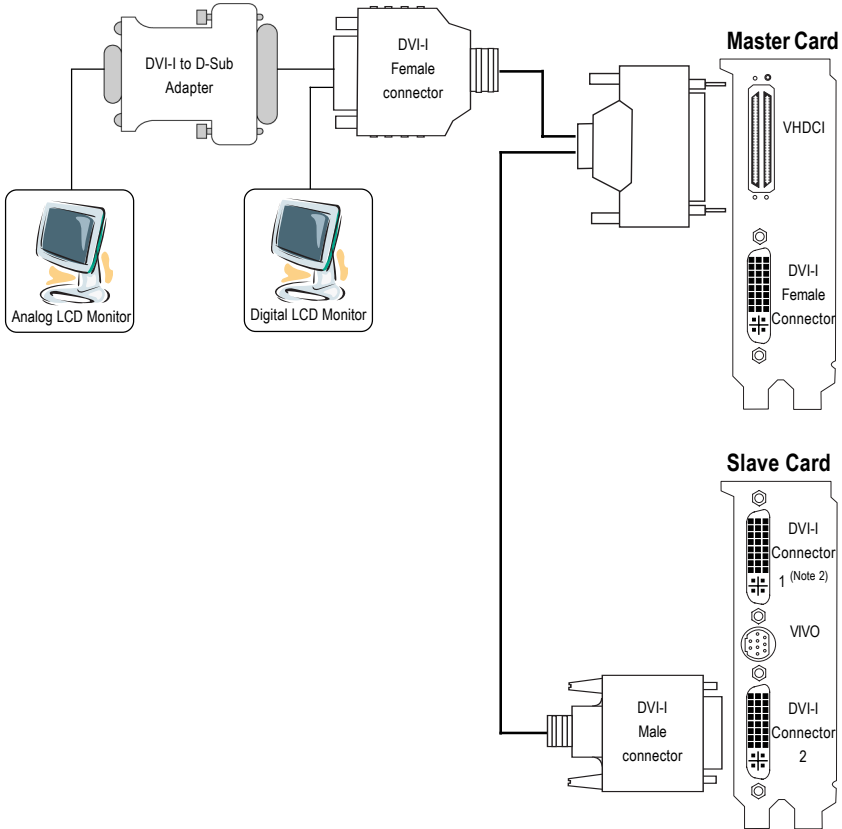 DVI-I to D-Sub
Adapter
DVI-I
Female
connector
Master Card
VHDCI
DVI-I
Female
Connector
Analog LCD Monitor
Digital LCD Monitor
Slave Card
DVI-I
Connector
1 (Note 2)
VIVO
DVI-I
Connector
2
DVI-I
Male
connector